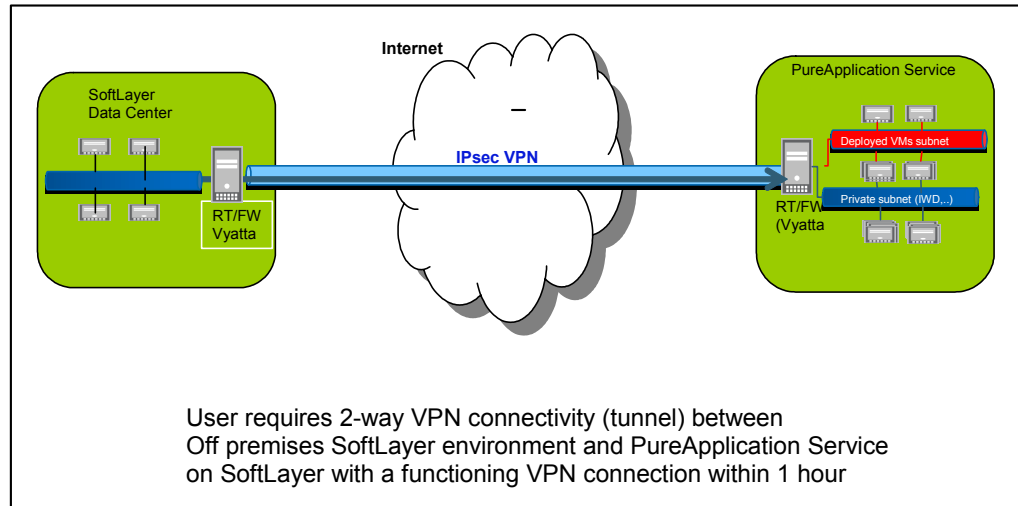 Internet
SoftLayer
Data Center
PureApplication Service
Deployed VMs subnet
IPsec VPN
Private subnet (IWD,..)
RT/FW
Vyatta
RT/FW
(Vyatta
User requires 2-way VPN connectivity (tunnel) between
Off premises SoftLayer environment and PureApplication Service
on SoftLayer with a functioning VPN connection within 1 hour